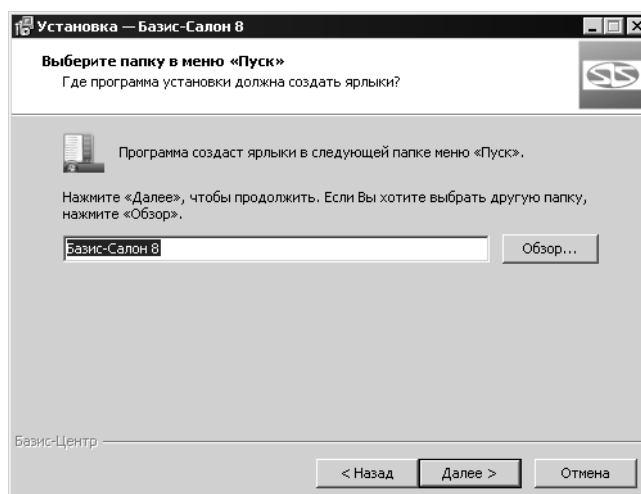 Установка — Базис-Салон 8
Выберите папку в меню «Пуск»
Где программа установки должна создать ярлыки?
Программа создаст ярлыки в следующей папке меню «Пуск».
Нажмите «Далее», чтобы продолжить. Если Вы хотите выбрать другую папку,
нажмите «Обзор».
Базис-Салон 8
Обзор...
Базис-Центр
< Назад
Далее >
Отмена